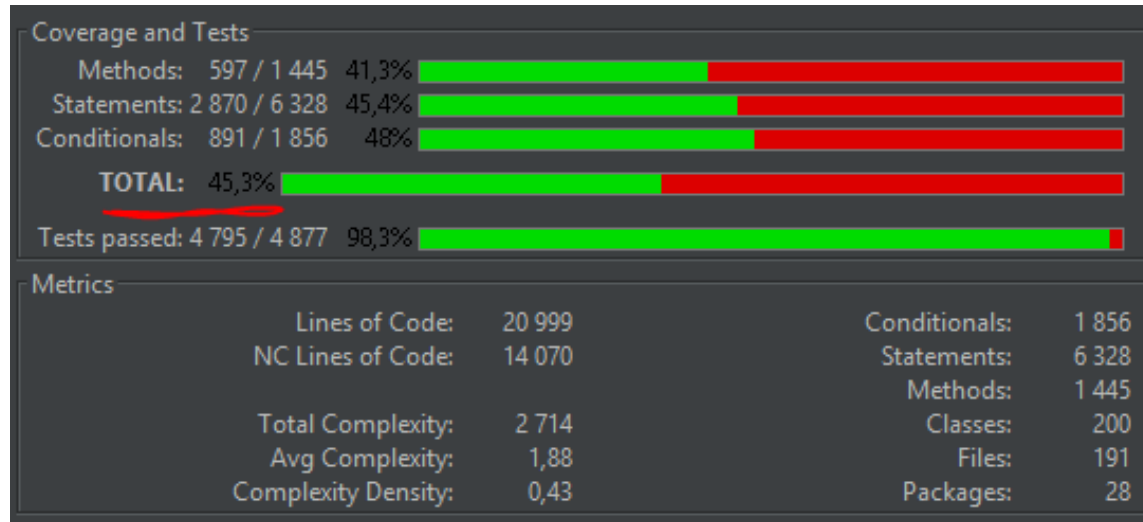 Coverage and Tests
Methods: 597 / 1 445 41,3%
Statements: 2 870 / 6 328 45,4%
Conditionals: 891 / 1 856 48%
TOTAL: 45,3%
Tests passed: 4 795 / 4 877 98,3%
Metrics
Lines of Code: 20 999 Conditionals: 1 856
NC Lines of Code: 14 070 Statements: 6 328
Methods: 1 445
Total Complexity: 2 714 Classes: 200
Avg Complexity: 1,88 Files: 191
Complexity Density: 0,43 Packages: 28